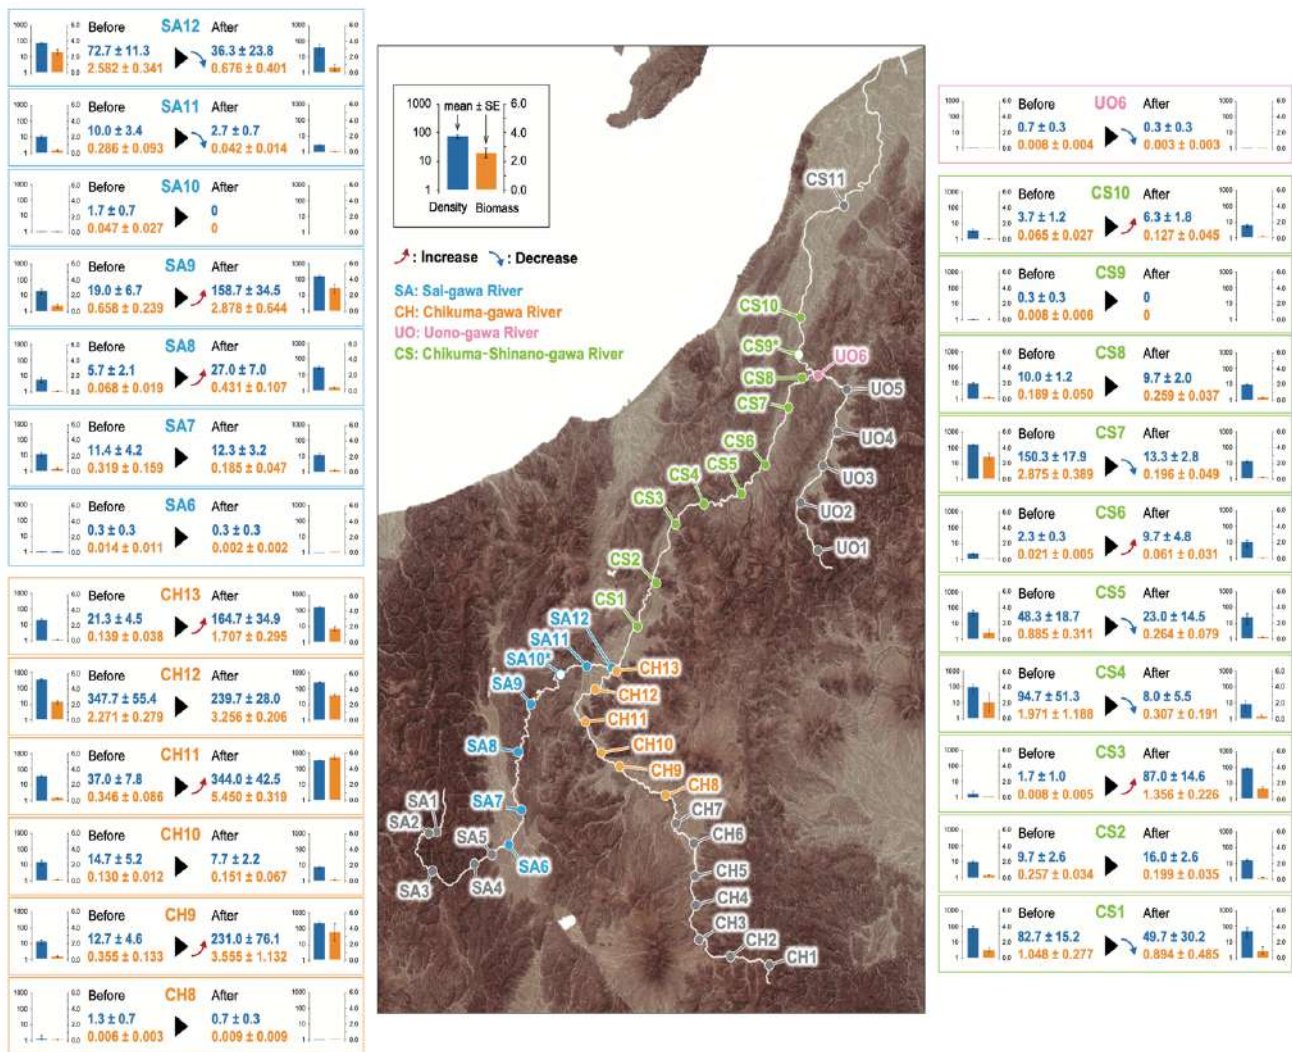 Before SA12 After
72.7 ± 11.3 36.3 ± 23.8
2.582 ± 0.341 0.676 ± 0.401
1000 100 10 1 6.0 4.0 2.0 0.0
Before SA11 After
10.0 ± 3.4 2.7 ± 0.7
0.286 ± 0.093 0.042 ± 0.014
Before SA10 After
1.7 ± 0.7 0
0.047 ± 0.027 0
Before SA9 After
19.0 ± 6.7 158.7 ± 34.5
0.658 ± 0.239 2.878 ± 0.644
Before SA8 After
5.7 ± 2.1 27.0 ± 7.0
0.068 ± 0.019 0.431 ± 0.107
Before SA7 After
11.4 ± 4.2 12.3 ± 3.2
0.319 ± 0.159 0.185 ± 0.047
Before SA6 After
0.3 ± 0.3 0.3 ± 0.3
0.014 ± 0.011 0.002 ± 0.002
Before CH13 After
21.3 ± 4.5 164.7 ± 34.9
0.139 ± 0.038 1.707 ± 0.295
Before CH12 After
347.7 ± 55.4 239.7 ± 28.0
2.271 ± 0.279 3.256 ± 0.206
Before CH11 After
37.0 ± 7.8 344.0 ± 42.5
0.346 ± 0.086 5.450 ± 0.319
Before CH10 After
14.7 ± 5.2 7.7 ± 2.2
0.130 ± 0.012 0.151 ± 0.067
Before CH9 After
12.7 ± 4.6 231.0 ± 76.1
0.355 ± 0.133 3.555 ± 1.132
Before CH8 After
1.3 ± 0.7 0.7 ± 0.3
0.006 ± 0.003 0.009 ± 0.009
1000 mean ± SE 6.0
100 4.0
10 2.0
1 0.0
Density Biomass
: Increase : Decrease
SA: Sai-gawa River
CH: Chikuma-gawa River
UO: Uono-gawa River
CS: Chikuma-Shinano-gawa River
CS11
CS10
CS9*
UO6
CS8
UO5
CS7
UO4
CS6
CS5
UO3
CS4
CS3
UO2
UO1
CS2
CS1
SA12
SA11
SA10*
CH13
SA9
CH12
CH11
SA8
CH10
CH9
CH8
SA7
CH7
SA1
SA2
CH6
SA5
SA6
CH5
SA3
SA4
CH4
CH3
CH2
CH1
Before UO6 After
0.7 ± 0.3 0.3 ± 0.3
0.008 ± 0.004 0.003 ± 0.003
Before CS10 After
3.7 ± 1.2 6.3 ± 1.8
0.065 ± 0.027 0.127 ± 0.045
Before CS9 After
0.3 ± 0.3 0
0.008 ± 0.006 0
Before CS8 After
10.0 ± 1.2 9.7 ± 2.0
0.189 ± 0.050 0.259 ± 0.037
Before CS7 After
150.3 ± 17.9 13.3 ± 2.8
2.875 ± 0.389 0.196 ± 0.049
Before CS6 After
2.3 ± 0.3 9.7 ± 4.8
0.021 ± 0.005 0.061 ± 0.031
Before CS5 After
48.3 ± 18.7 23.0 ± 14.5
0.885 ± 0.311 0.264 ± 0.079
Before CS4 After
94.7 ± 51.3 8.0 ± 5.5
1.971 ± 1.188 0.307 ± 0.191
Before CS3 After
1.7 ± 1.0 87.0 ± 14.6
0.008 ± 0.005 1.356 ± 0.226
Before CS2 After
9.7 ± 2.6 16.0 ± 2.6
0.257 ± 0.034 0.199 ± 0.035
Before CS1 After
82.7 ± 15.2 49.7 ± 30.2
1.048 ± 0.277 0.894 ± 0.485